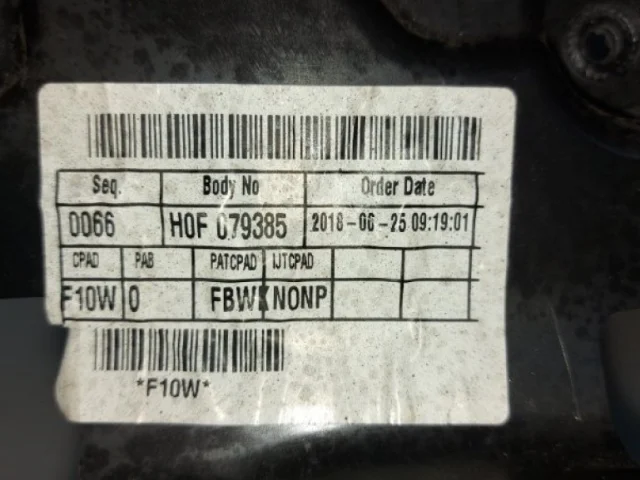 Seq. Body No Order Date
0066 H0F 079385 2018-06-25 09:19:01
CPAD PAB PATCPAD IJTCPAD
F10W 0 FBWK NONP
*F10W*